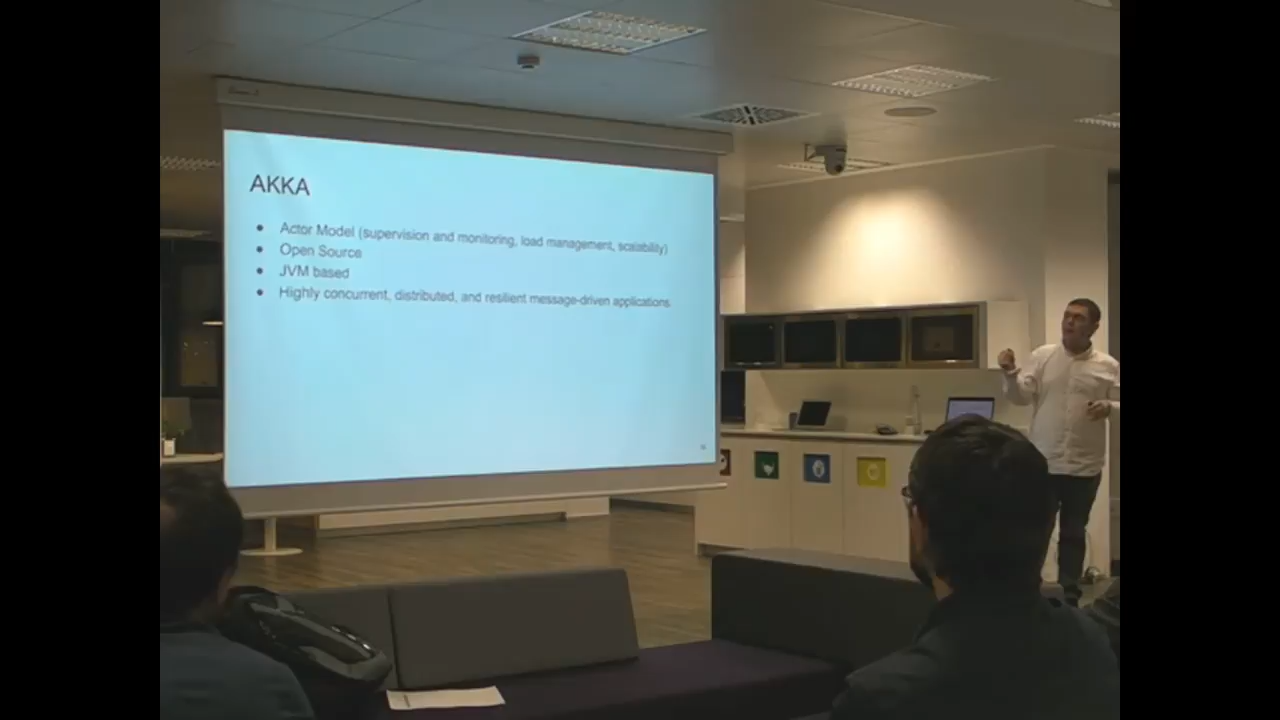 AKKA
● Actor Model (supervision and monitoring, load management, scalability)
● Open Source
● JVM based
● Highly concurrent, distributed, and resilient message-driven applications